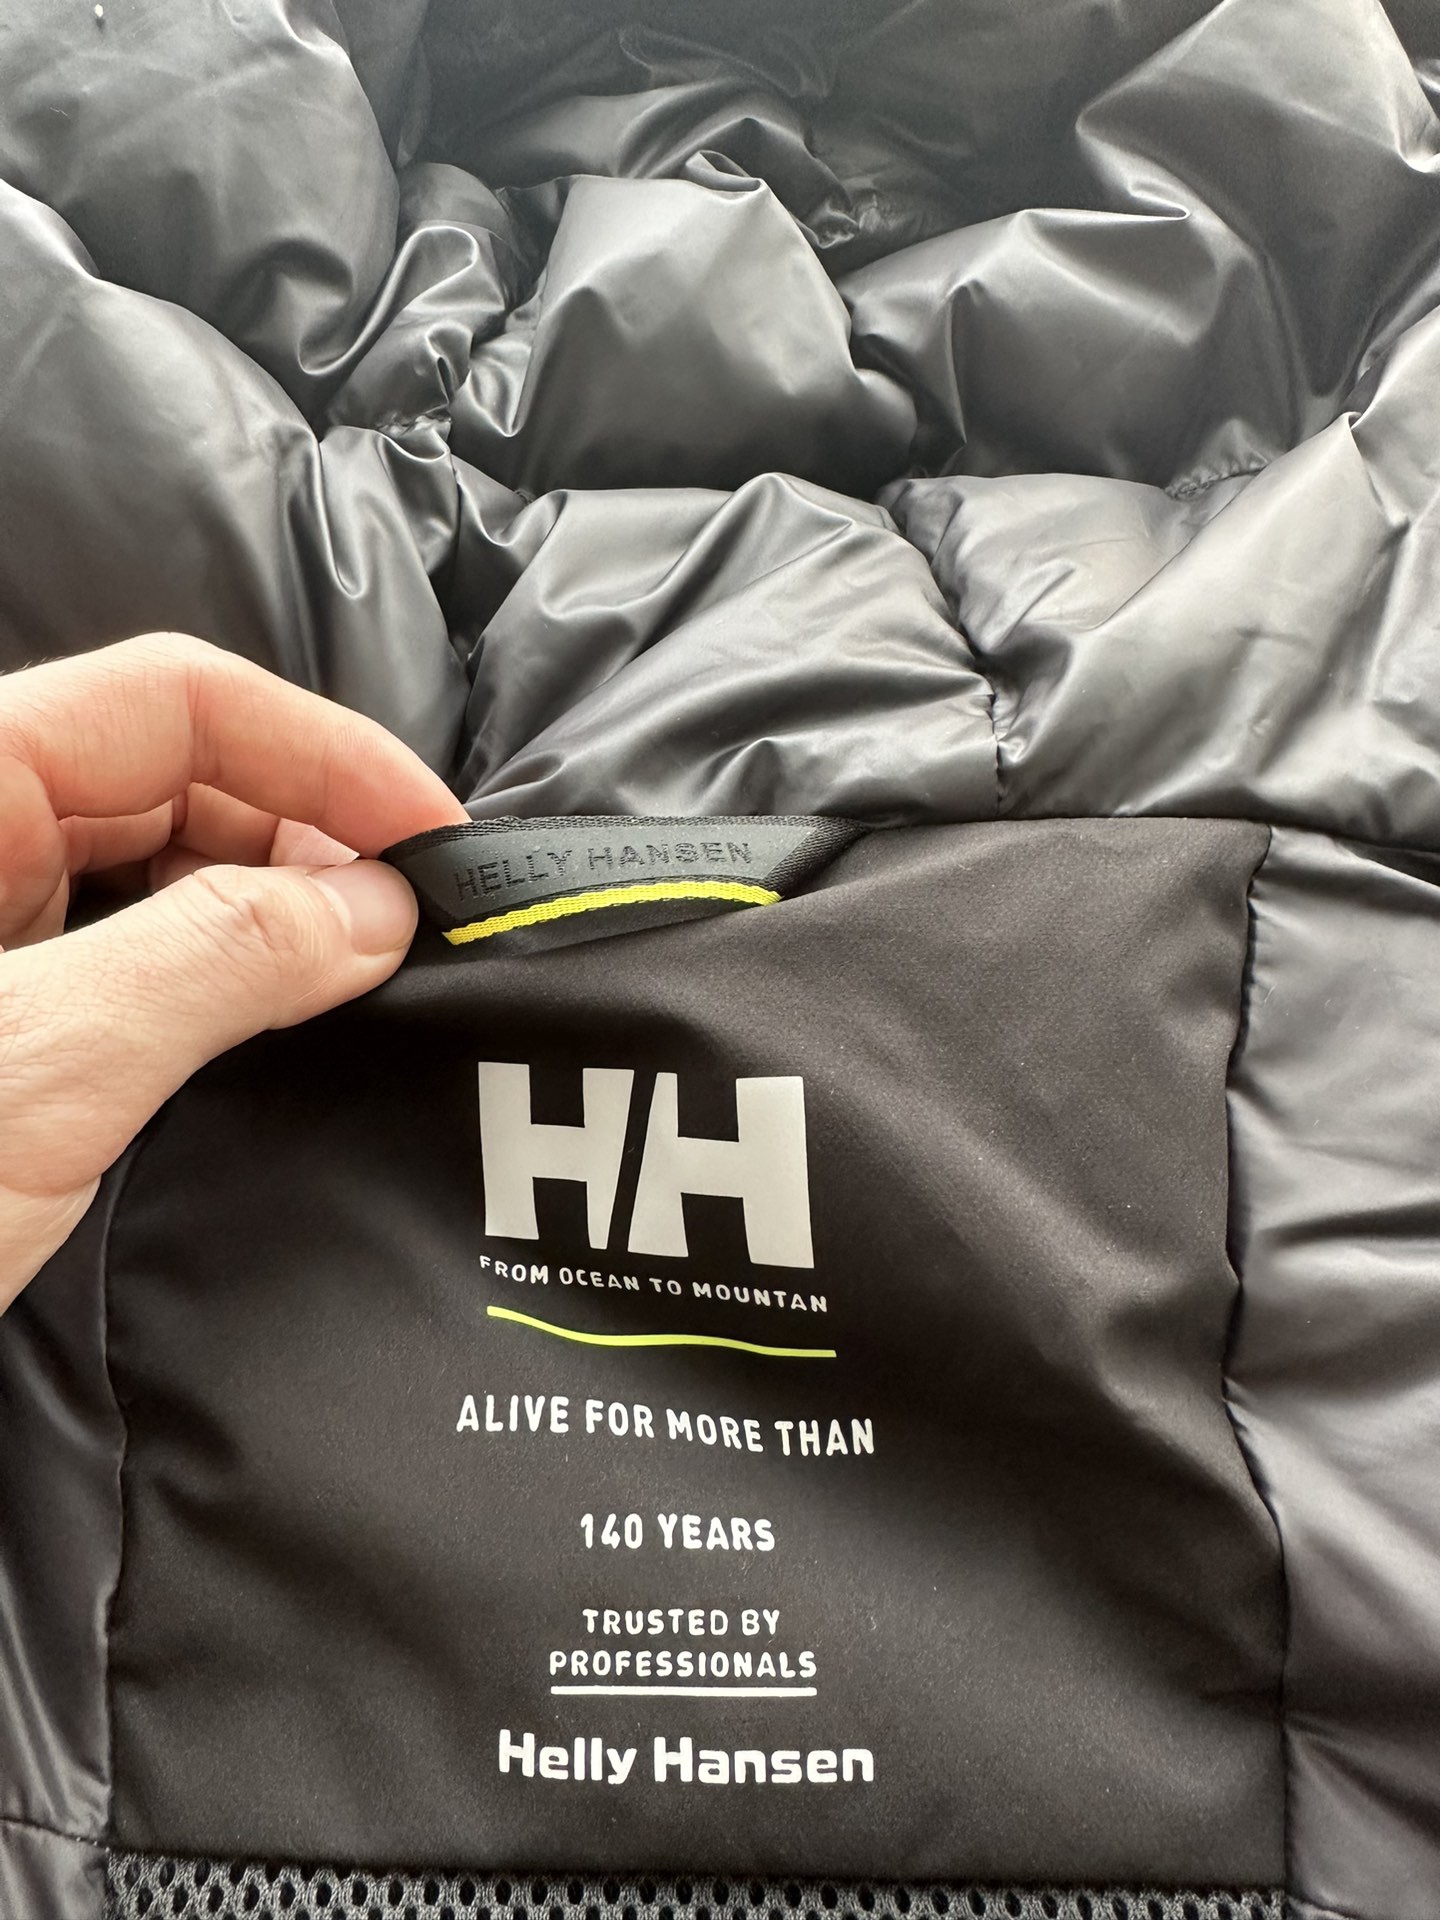 HELLY HANSEN
HH
FROM OCEAN TO MOUNTAN
ALIVE FOR MORE THAN
140 YEARS
TRUSTED BY
PROFESSIONALS
Helly Hansen